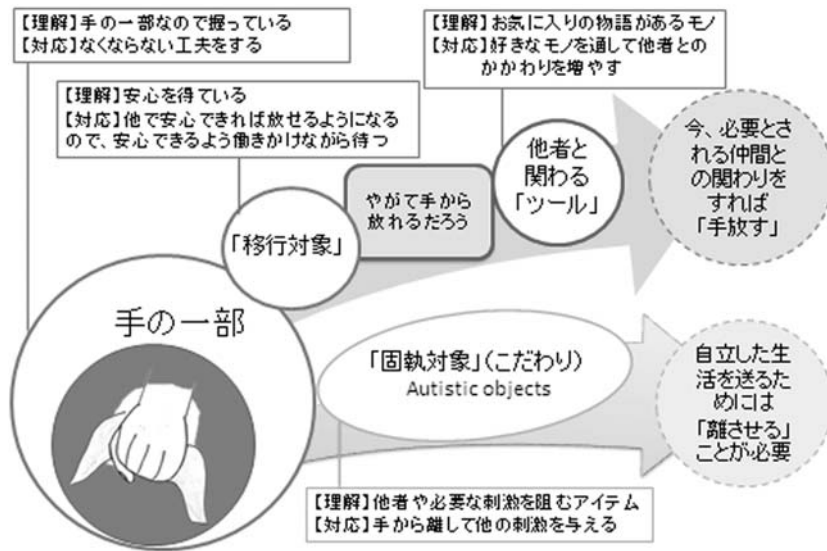 【理解】手の一部なので握っている
【対応】なくならない工夫をする
【理解】お気に入りの物語があるモノ
【対応】好きなモノを通して他者との
かかわりを増やす
【理解】安心を得ている
【対応】他で安心できれば放せるようになる
ので、安心できるよう働きかけながら待つ
「移行対象」
やがて手から
放れるだろう
他者と
関わる
「ツール」
今、必要とさ
れる仲間と
の関わりを
すれば
「手放す」
手の一部
「固執対象」(こだわり)
Autistic objects
自立した生
活を送るた
めには
「離させる」
ことが必要
【理解】他者や必要な刺激を阻むアイテム
【対応】手から離して他の刺激を与える